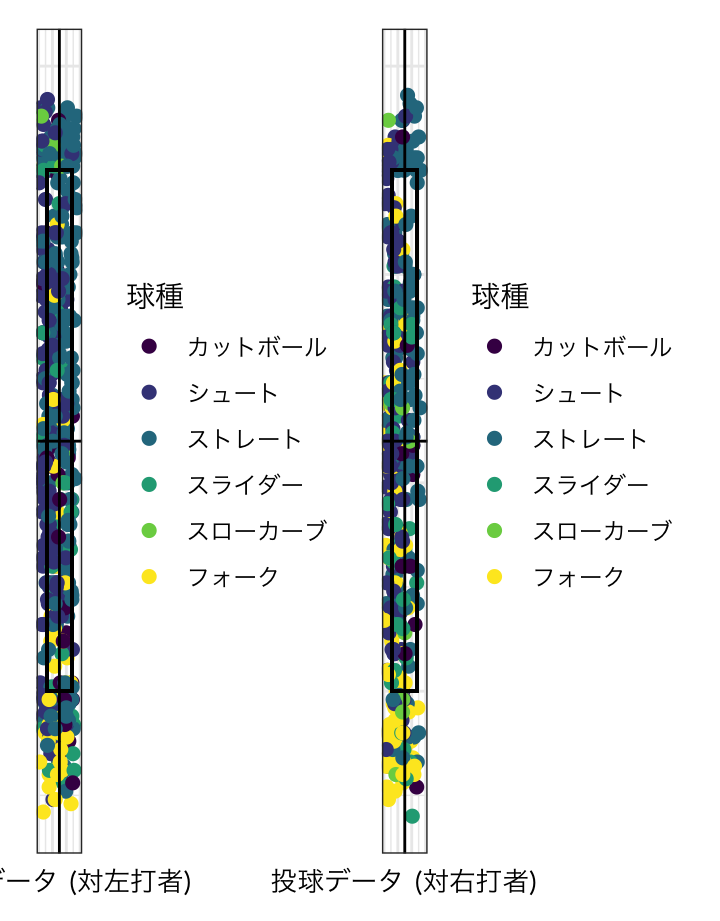 球種
カットボール
シュート
ストレート
スライダー
スローカーブ
フォーク
球種
カットボール
シュート
ストレート
スライダー
スローカーブ
フォーク
データ (対左打者)
投球データ (対右打者)